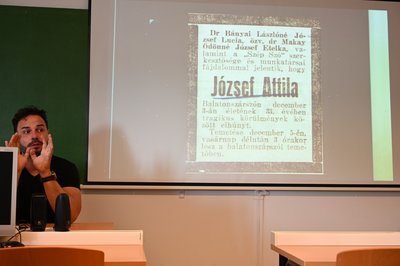 Dr Bányai Lászlóné Jó-
zsef Lucia, özv. dr Makay
Ödönné József Etelka, va-
lamint a „Szép Szó" szer-
kesztősége és munkatársai
fájdalommal jelentik, hogy
József Attila
Balatonszárszón december
3-án életének 33. évében
tragikus körülmények kö-
zött elhúnyt.
Temetése december 5-én,
vasárnap délután 3 órakor
lesz a balatonszárszói teme-
tőben.